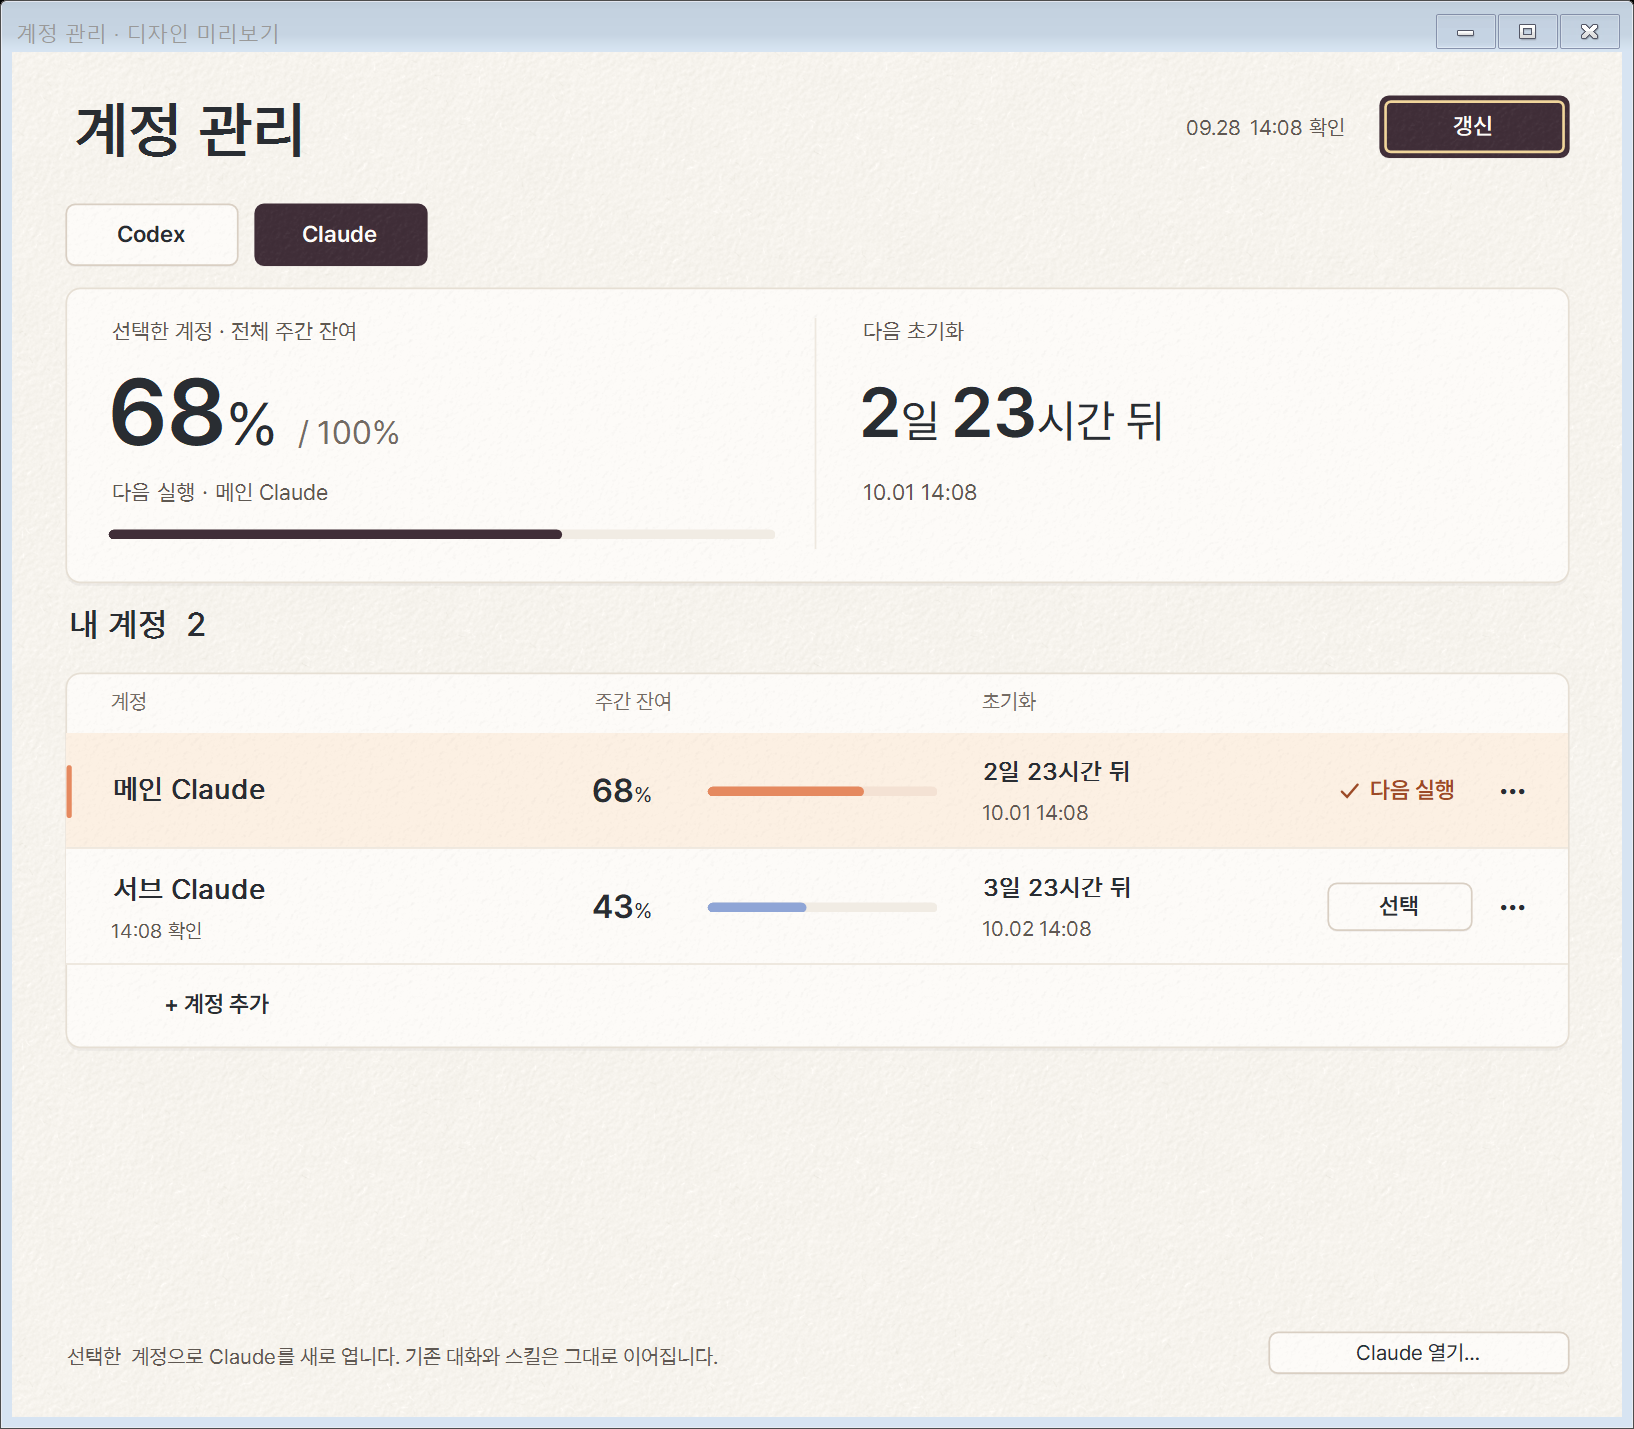 계정 관리 · 디자인 미리보기
계정 관리
09.28 14:08 확인
갱신
Codex
Claude
선택한 계정 · 전체 주간 잔여
68% / 100%
다음 실행 · 메인 Claude
다음 초기화
2일 23시간 뒤
10.01 14:08
내 계정 2
계정 주간 잔여 초기화
메인 Claude
68%
2일 23시간 뒤
10.01 14:08
✓ 다음 실행
서브 Claude
14:08 확인
43%
3일 23시간 뒤
10.02 14:08
선택
+ 계정 추가
선택한 계정으로 Claude를 새로 엽니다. 기존 대화와 스킬은 그대로 이어집니다.
Claude 열기...